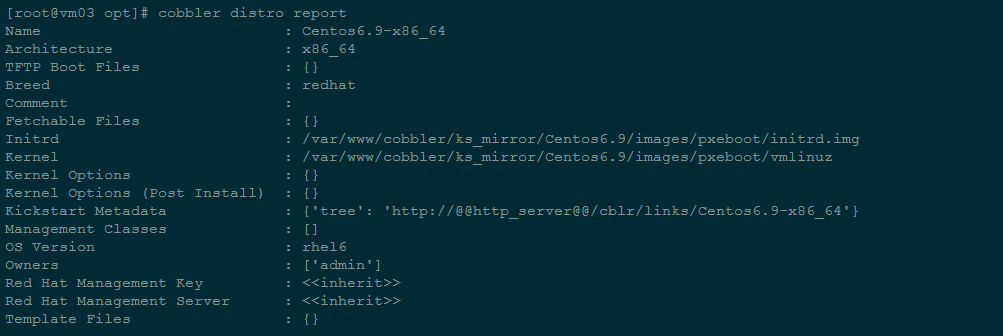 [root@vm03 opt]# cobbler distro report
Name                           : Centos6.9-x86_64
Architecture                   : x86_64
TFTP Boot Files                : {}
Breed                          : redhat
Comment                        :
Fetchable Files                : {}
Initrd                         : /var/www/cobbler/ks_mirror/Centos6.9/images/pxeboot/initrd.img
Kernel                         : /var/www/cobbler/ks_mirror/Centos6.9/images/pxeboot/vmlinuz
Kernel Options                 : {}
Kernel Options (Post Install)  : {}
Kickstart Metadata             : {'tree': 'http://@@http_server@@/cblr/links/Centos6.9-x86_64'}
Management Classes             : []
OS Version                     : rhel6
Owners                         : ['admin']
Red Hat Management Key         : <<inherit>>
Red Hat Management Server      : <<inherit>>
Template Files                 : {}